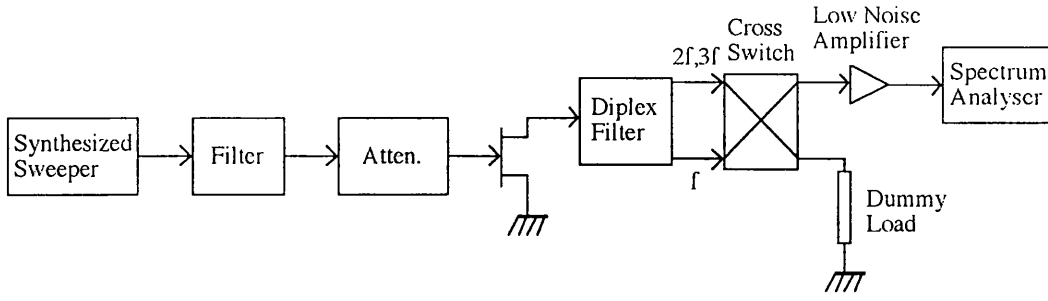 Synthesized
Sweeper
Filter
Atten.
Diplex
Filter
2f,3f
f
Cross
Switch
Low Noise
Amplifier
Spectrum
Analyser
Dummy
Load